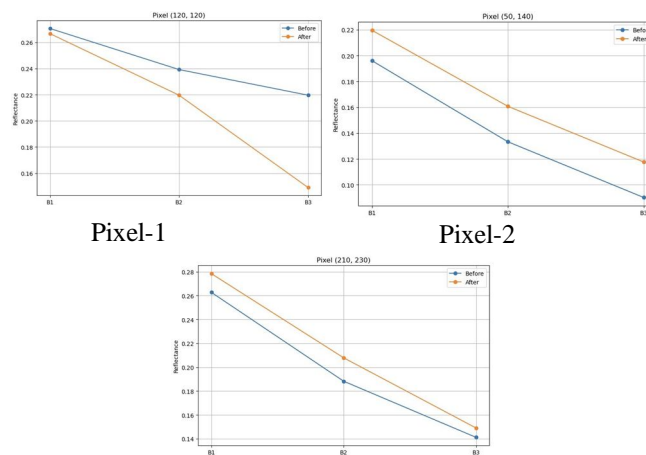 Pixel (120, 120)
Before
After
0.26
0.24
0.22
0.20
0.18
0.16
Reflectance
B1 B2 B3
Pixel-1
Pixel (50, 140)
Befo
After
0.22
0.20
0.18
0.16
0.14
0.12
0.10
Reflectance
B1 B2 B3
Pixel-2
Pixel (210, 230)
Before
After
0.28
0.26
0.24
0.22
0.20
0.18
0.16
0.14
Reflectance
B1 B2 B3